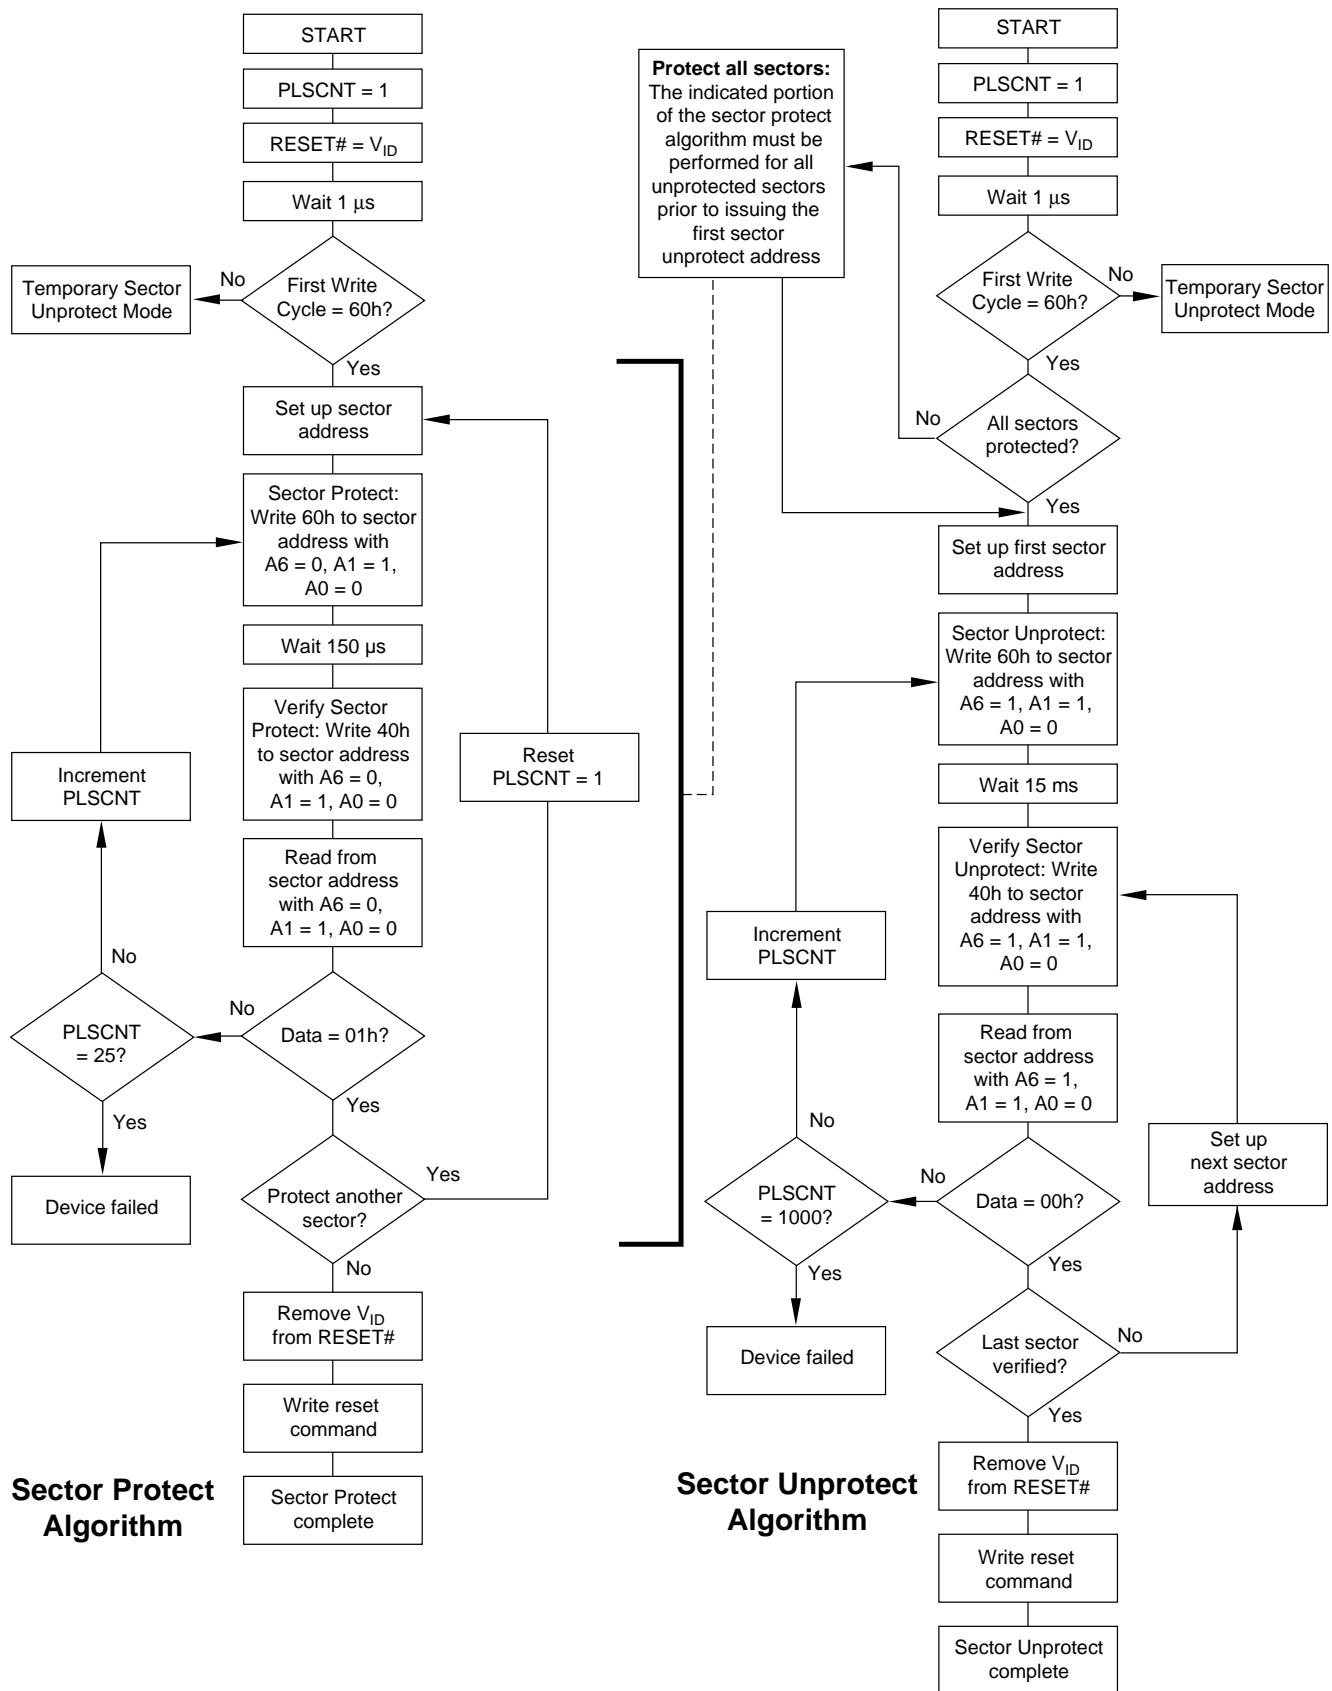 START
PLSCNT = 1
RESET# = VID
Wait 1 μs
First Write
Cycle = 60h?
No
Temporary Sector
Unprotect Mode
Yes
Set up sector
address
Sector Protect:
Write 60h to sector
address with
A6 = 0, A1 = 1,
A0 = 0
Wait 150 µs
Verify Sector
Protect: Write 40h
to sector address
with A6 = 0,
A1 = 1, A0 = 0
Reset
PLSCNT = 1
Increment
PLSCNT
Read from
sector address
with A6 = 0,
A1 = 1, A0 = 0
No
No
Data = 01h?
PLSCNT
= 25?
Yes
Yes
Device failed
Yes
Protect another
sector?
No
Remove VID
from RESET#
Write reset
command
Sector Protect
complete
Sector Protect
Algorithm
Protect all sectors:
The indicated portion
of the sector protect
algorithm must be
performed for all
unprotected sectors
prior to issuing the
first sector
unprotect address
START
PLSCNT = 1
RESET# = VID
Wait 1 μs
First Write
Cycle = 60h?
No
Temporary Sector
Unprotect Mode
Yes
No
All sectors
protected?
Yes
Set up first sector
address
Sector Unprotect:
Write 60h to sector
address with
A6 = 1, A1 = 1,
A0 = 0
Wait 15 ms
Verify Sector
Unprotect: Write
40h to sector
address with
A6 = 1, A1 = 1,
A0 = 0
Increment
PLSCNT
Read from
sector address
with A6 = 1,
A1 = 1, A0 = 0
No
No
Data = 00h?
PLSCNT
= 1000?
Set up
next sector
address
Yes
Yes
Device failed
Last sector
verified?
No
Yes
Remove VID
from RESET#
Write reset
command
Sector Unprotect
complete
Sector Unprotect
Algorithm